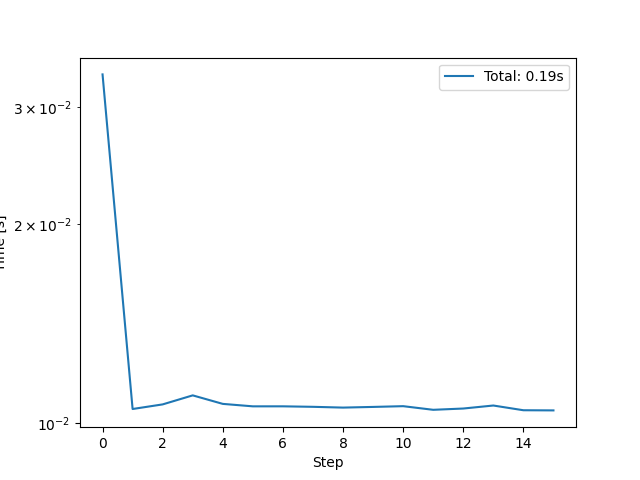 Total: 0.19s
3 × 10⁻²
2 × 10⁻²
10⁻²
[s]
0 2 4 6 8 10 12 14
Step